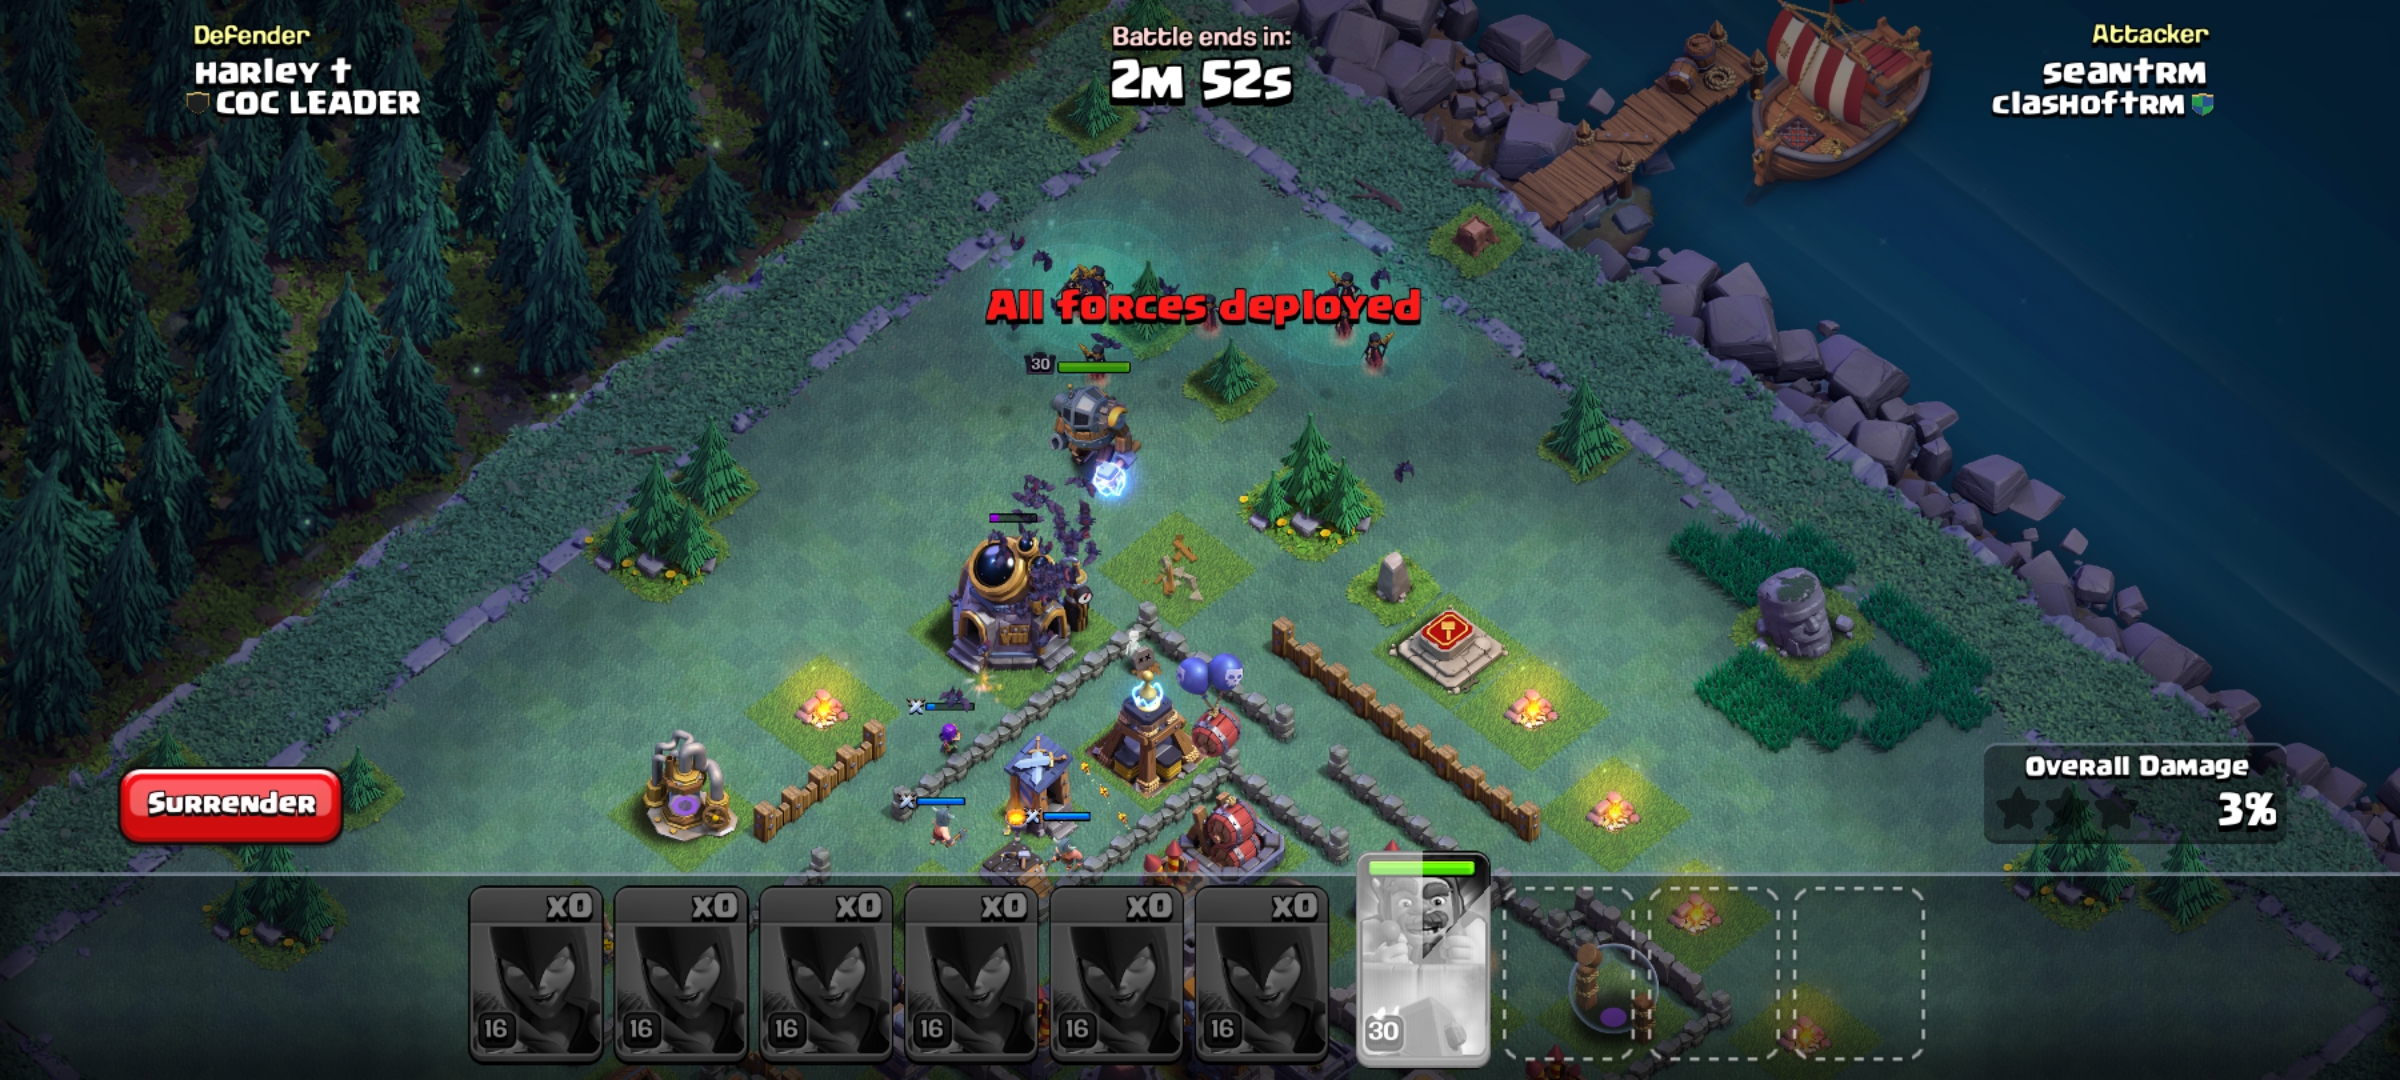 Defender
Harley †
COC LEADER
Battle ends in:
2M 52s
Attacker
seantRM
clashoftRM
All forces deployed
30
Surrender
Overall Damage
3%
x0
x0
x0
x0
x0
x0
16
16
16
16
16
16
30